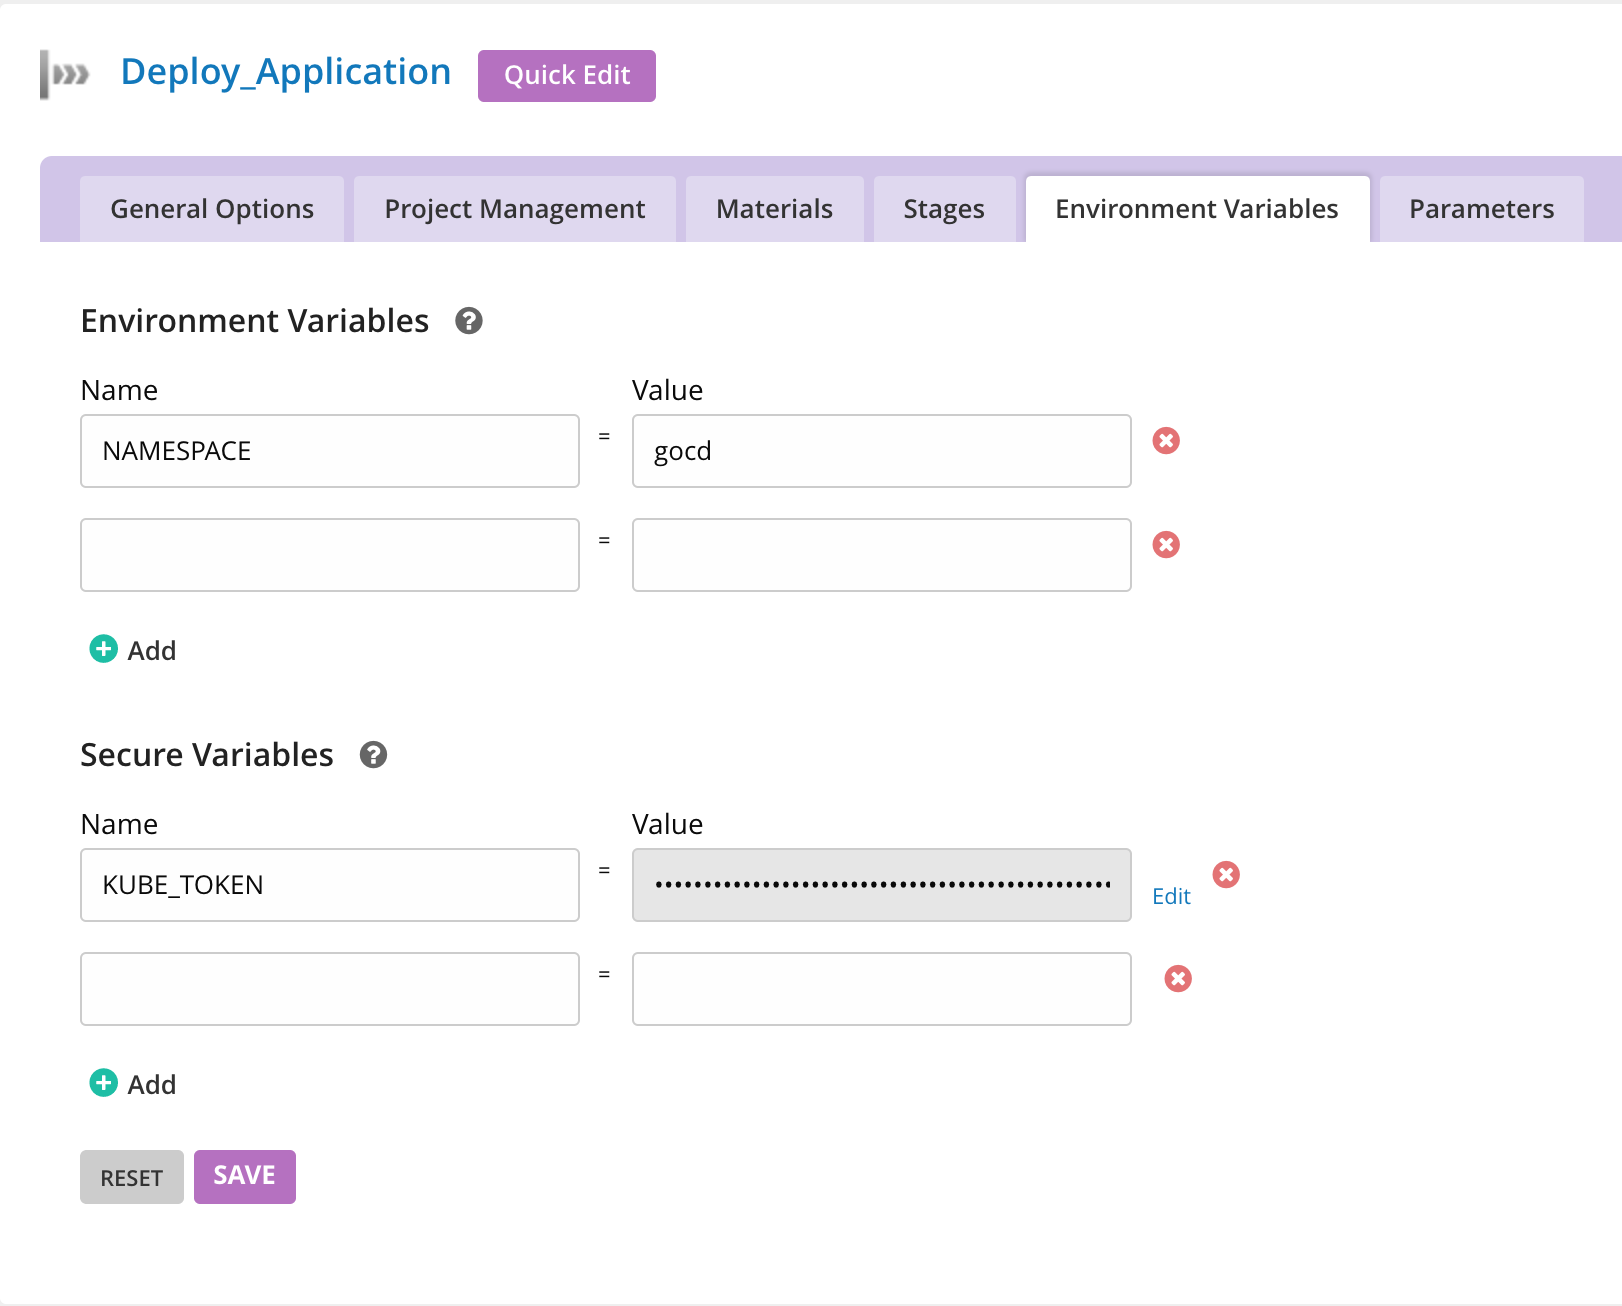 Deploy_Application Quick Edit
General Options Project Management Materials Stages Environment Variables Parameters
Environment Variables ?
Name Value
NAMESPACE = gocd
=
Add
Secure Variables ?
Name Value
KUBE_TOKEN = •••••••••••••••••••••••••••••••••••••••••••••• Edit
=
Add
RESET SAVE